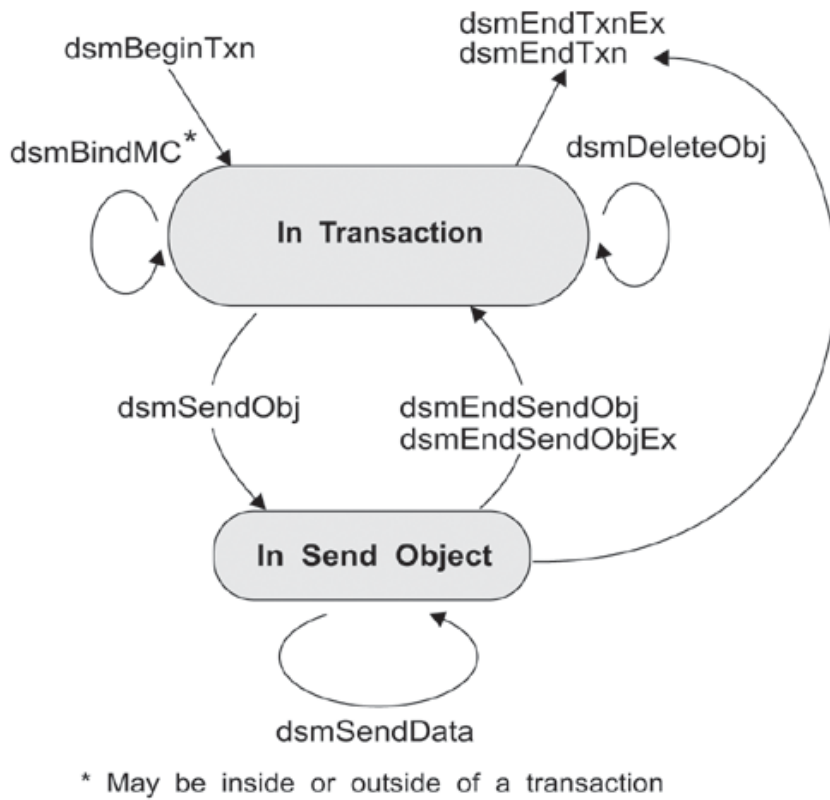 dsmEndTxnEx
dsmBeginTxn
dsmEndTxn
dsmBindMC*
dsmDeleteObj
In Transaction
dsmSendObj
dsmEndSendObj
dsmEndSendObjEx
In Send Object
dsmSendData
* May be inside or outside of a transaction